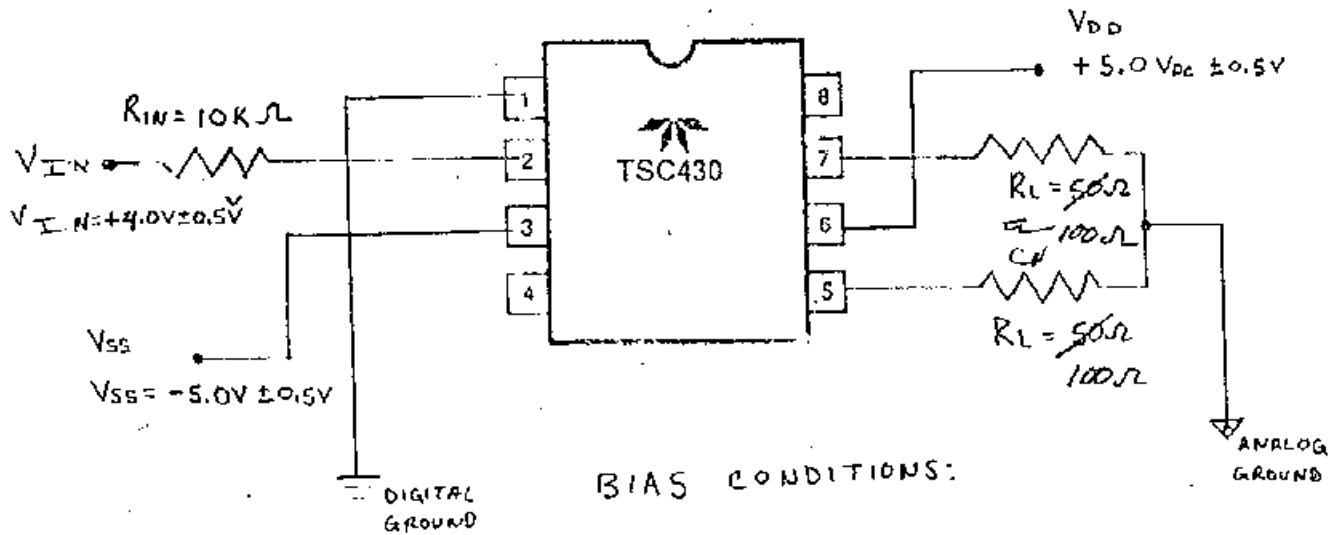 VDD
+ 5.0 VDC ±0.5V
RIN = 10K Ω
VIN
VIN=+4.0V±0.5V
1
2
3
4
TSC430
8
7
6
5
RL = 50Ω
100Ω
RL = 50Ω
100Ω
VSS
VSS = -5.0V ±0.5V
DIGITAL
GROUND
BIAS CONDITIONS:
ANALOG
GROUND